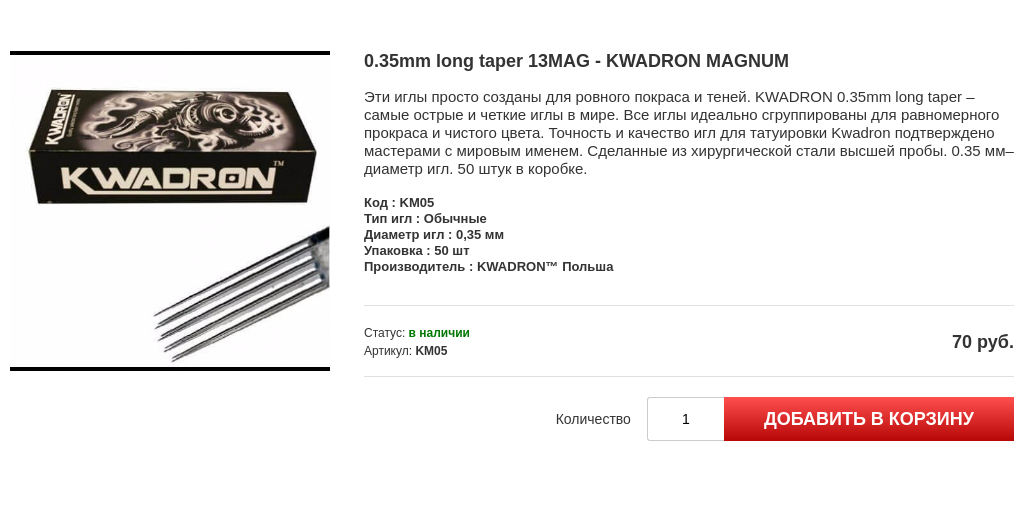 0.35mm long taper 13MAG - KWADRON MAGNUM
KWADRON
KWADRON™
Эти иглы просто созданы для ровного покраса и теней. KWADRON 0.35mm long taper –
самые острые и четкие иглы в мире. Все иглы идеально сгруппированы для равномерного
прокраса и чистого цвета. Точность и качество игл для татуировки Kwadron подтверждено
мастерами с мировым именем. Сделанные из хирургической стали высшей пробы. 0.35 мм–
диаметр игл. 50 штук в коробке.
Код : KM05
Тип игл : Обычные
Диаметр игл : 0,35 мм
Упаковка : 50 шт
Производитель : KWADRON™ Польша
Статус: в наличии
Артикул: KM05
70 руб.
Количество
1
ДОБАВИТЬ В КОРЗИНУ